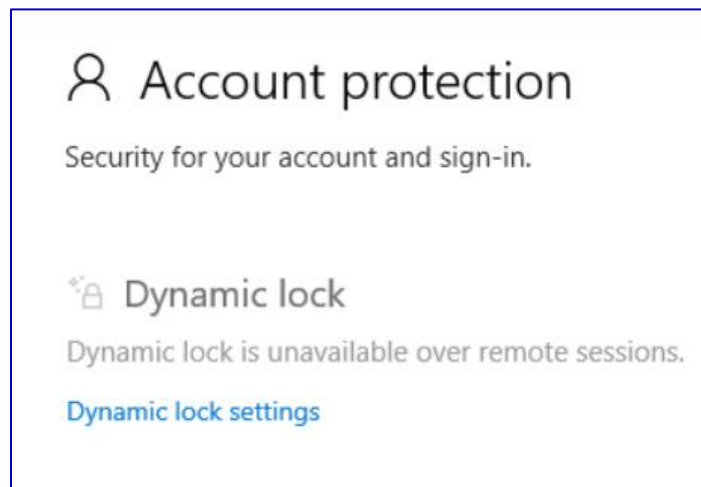 Account protection
Security for your account and sign-in.
Dynamic lock
Dynamic lock is unavailable over remote sessions.
Dynamic lock settings